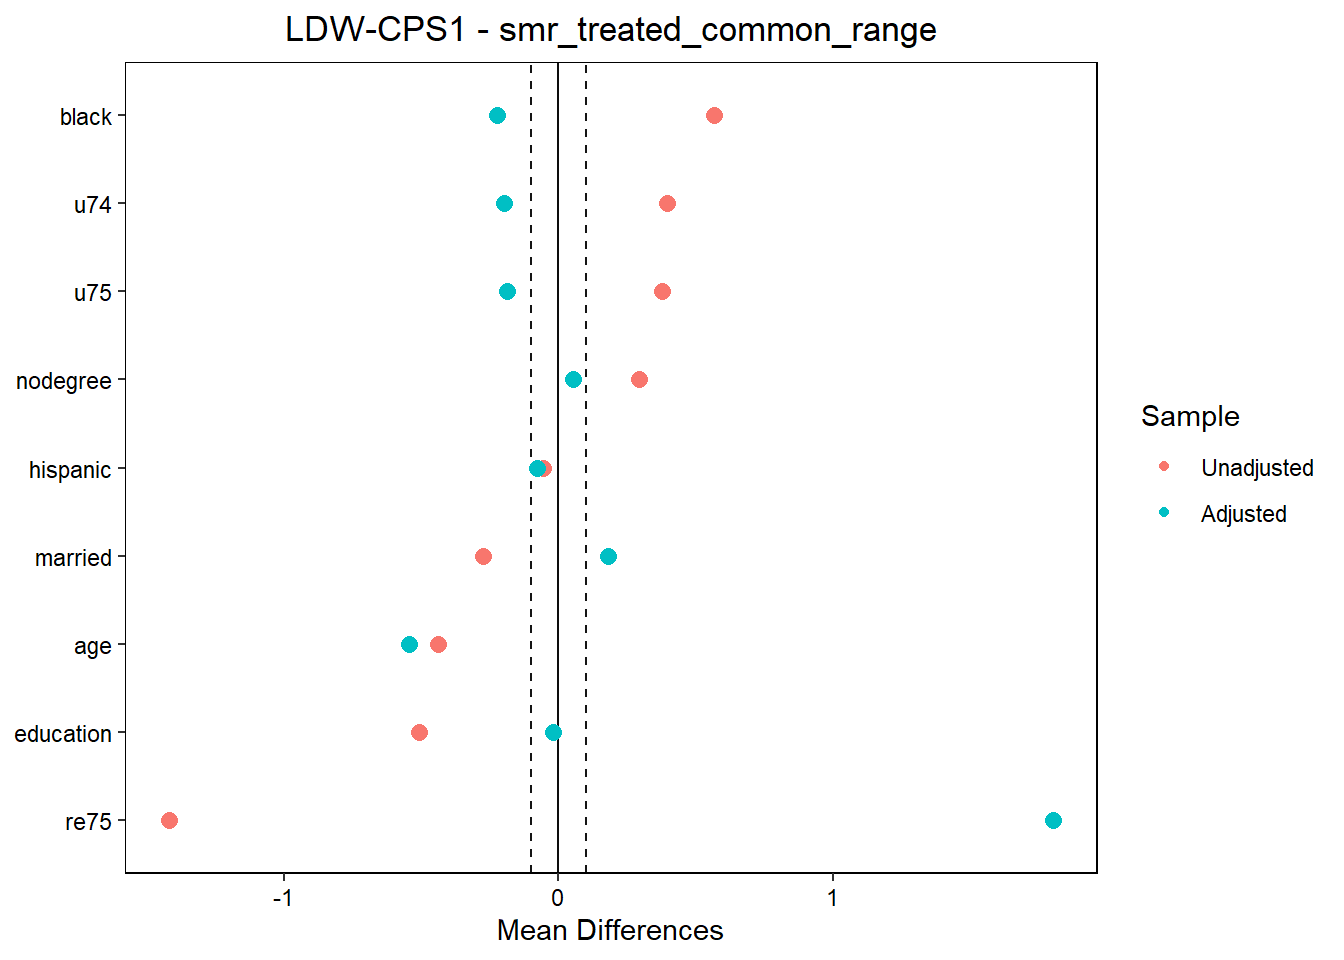 LDW-CPS1 - smr_treated_common_range
black
u74
u75
nodegree
hispanic
married
age
education
re75
-1
0
1
Mean Differences
Sample
Unadjusted
Adjusted